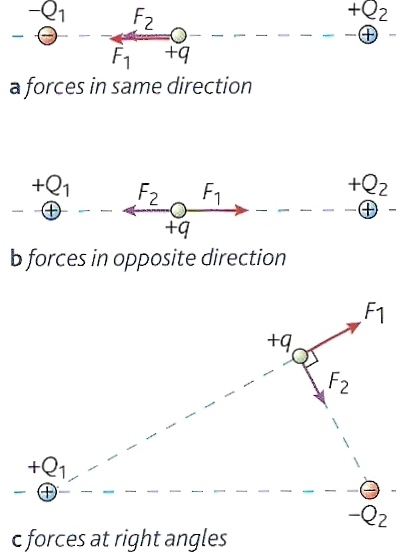 −Q1 F2 +Q2
− F1 +q +
a forces in same direction
+Q1 F2 F1 +Q2
+ +q +
b forces in opposite direction
F1
+q
F2
+Q1
+ −
−Q2
c forces at right angles